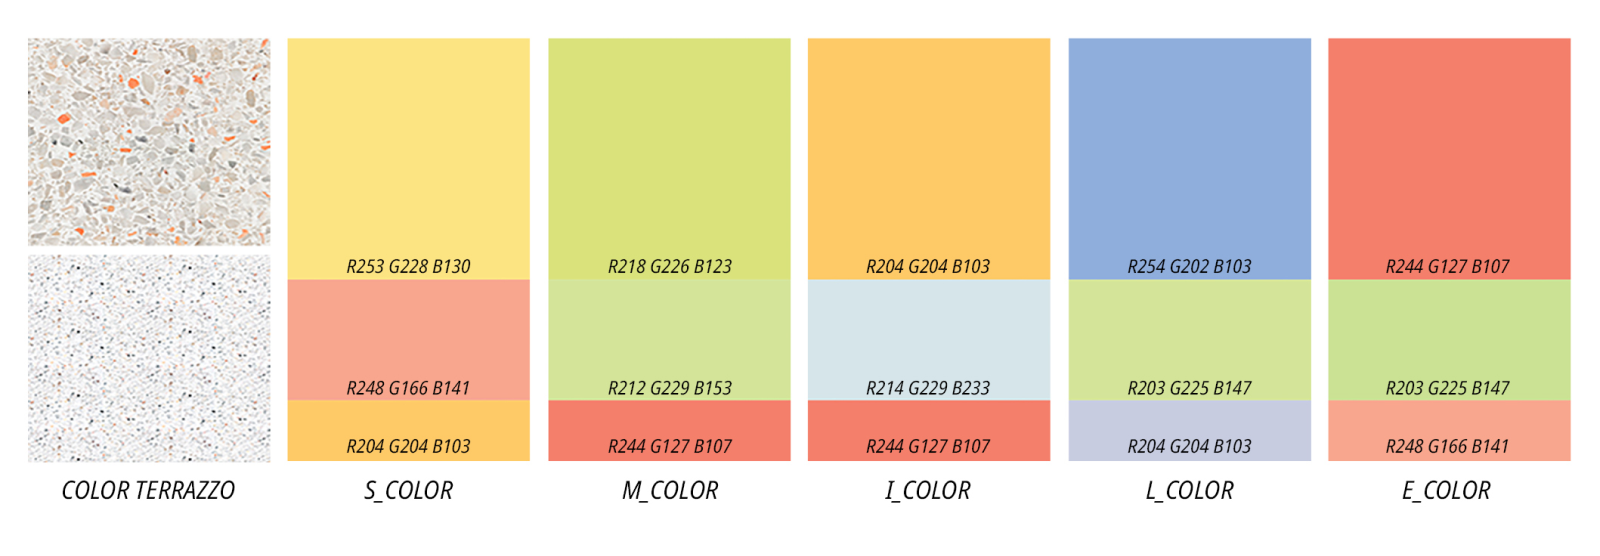 R253 G228 B130
R218 G226 B123
R204 G204 B103
R254 G202 B103
R244 G127 B107
R248 G166 B141
R212 G229 B153
R214 G229 B233
R203 G225 B147
R203 G225 B147
R204 G204 B103
R244 G127 B107
R244 G127 B107
R204 G204 B103
R248 G166 B141
COLOR TERRAZZO
S_COLOR
M_COLOR
I_COLOR
L_COLOR
E_COLOR